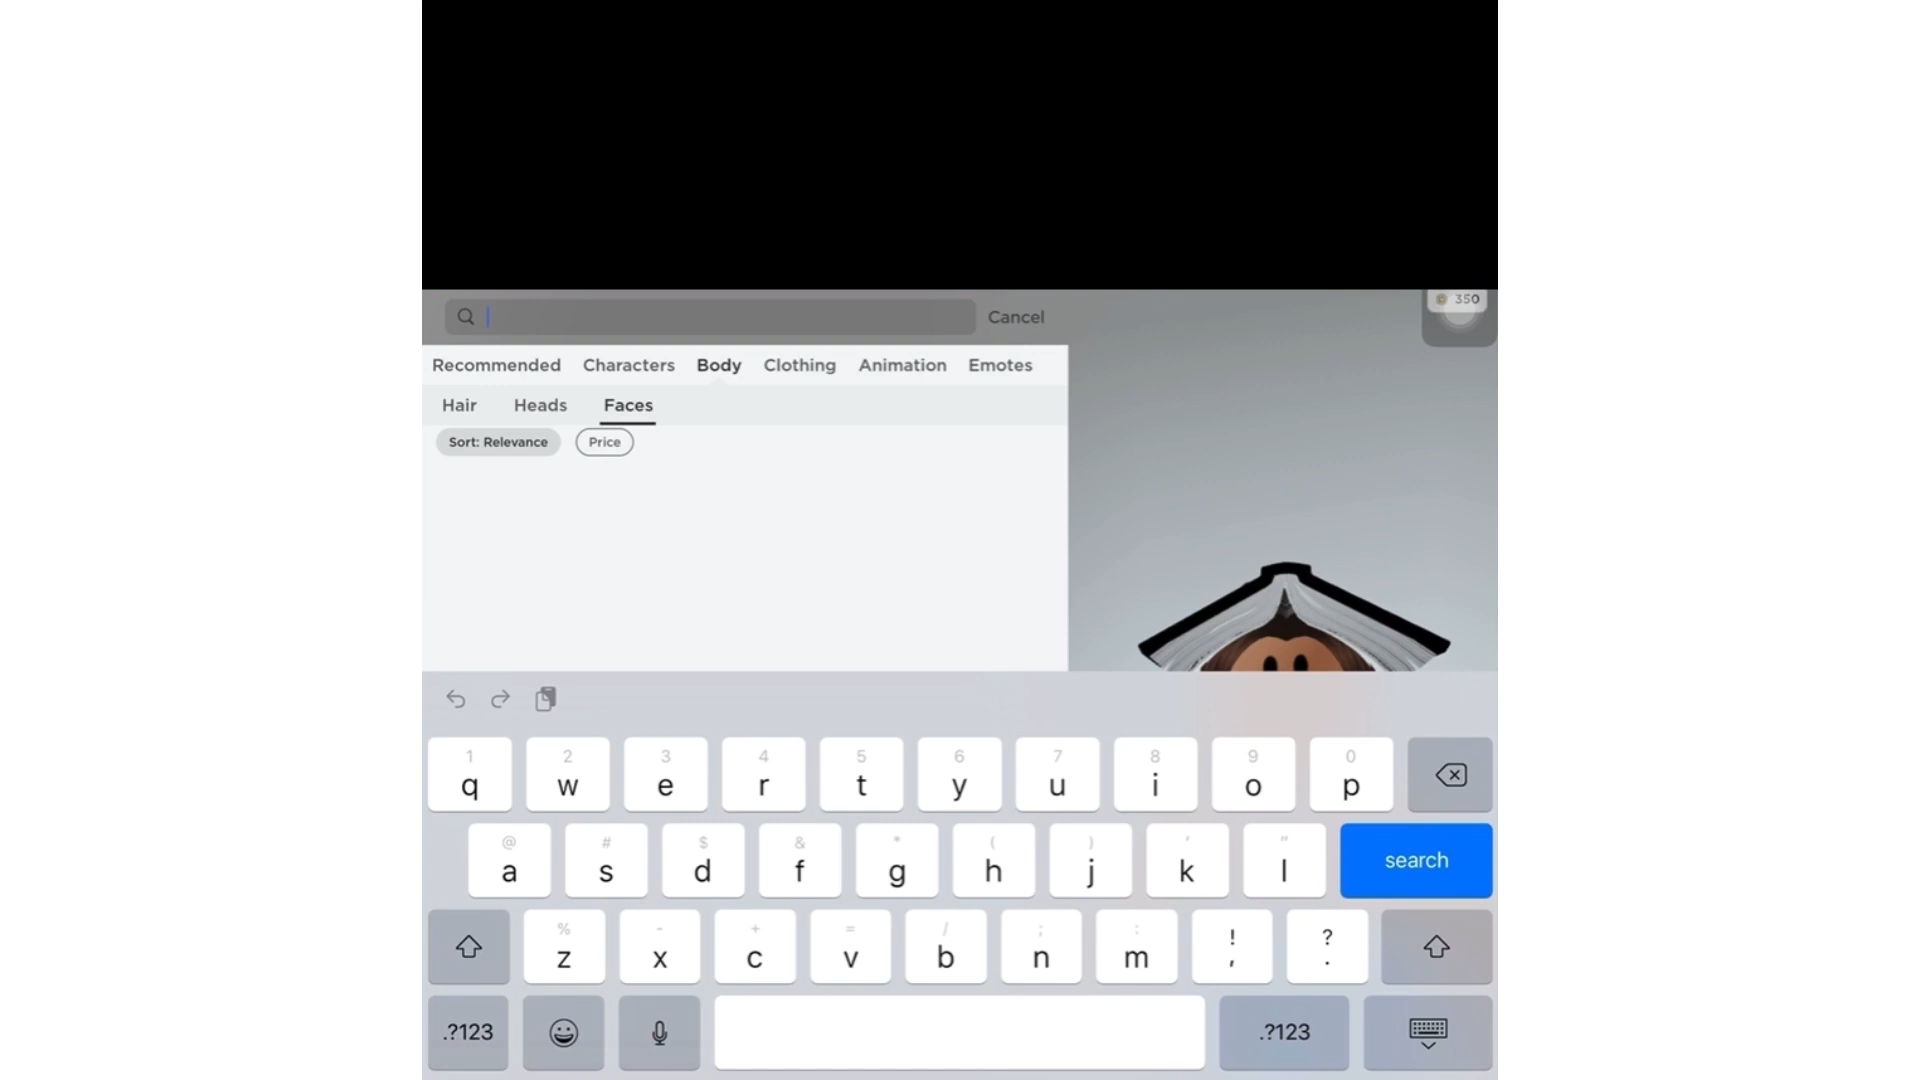 Cancel
350
Recommended Characters Body Clothing Animation Emotes
Hair Heads Faces
Sort: Relevance Price
1 2 3 4 5 6 7 8 9 0
q w e r t y u i o p
@ # $ & * ( ) ' "
a s d f g h j k l search
% - + = / ; : ! ?
z x c v b n m , .
.?123 .?123